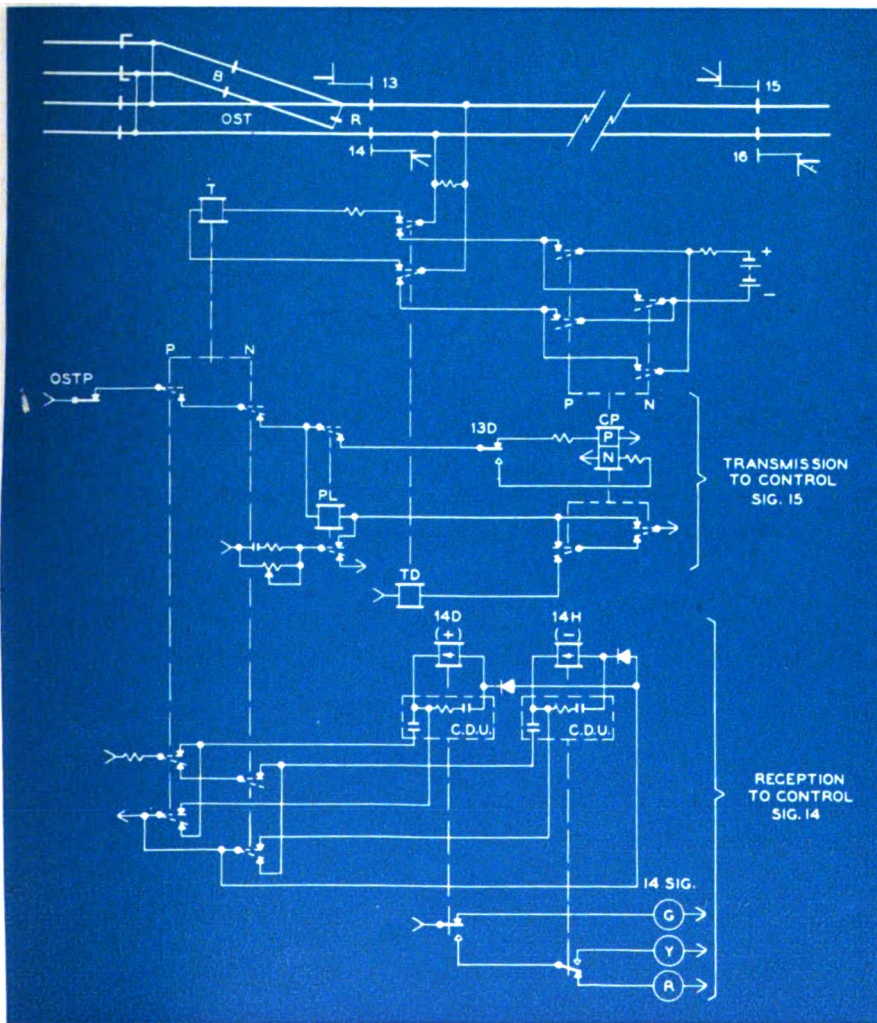 13
15
B
OST
R
14
16
T
+
-
P N
OSTP
P N
CP
13D
P
N
TRANSMISSION
TO CONTROL
SIG. 15
PL
TD
14D
(+)
14H
(-)
C.D.U.
C.D.U.
RECEPTION
TO CONTROL
SIG. 14
14 SIG.
G
Y
R